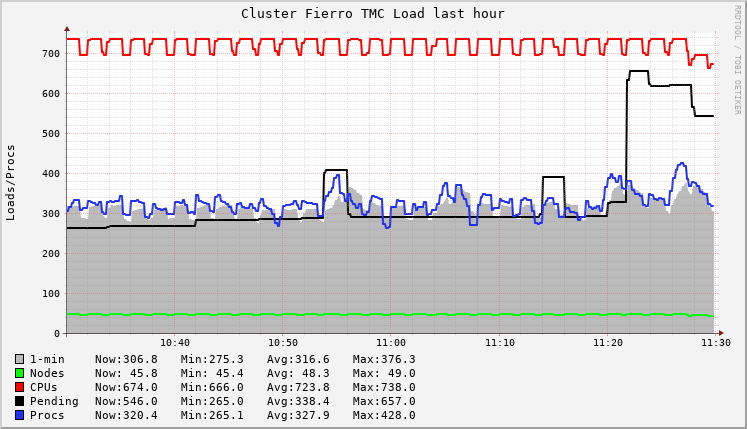 Cluster Fierro TMC Load last hour
RRDTOOL / TOBI OETIKER
Loads/Procs
700
600
500
400
300
200
100
0
10:40 10:50 11:00 11:10 11:20 11:30
1-min Now:306.8 Min:275.3 Avg:316.6 Max:376.3
Nodes Now: 45.8 Min: 45.4 Avg: 48.3 Max: 49.0
CPUs Now:674.0 Min:666.0 Avg:723.8 Max:738.0
Pending Now:546.0 Min:265.0 Avg:338.4 Max:657.0
Procs Now:320.4 Min:265.1 Avg:327.9 Max:428.0